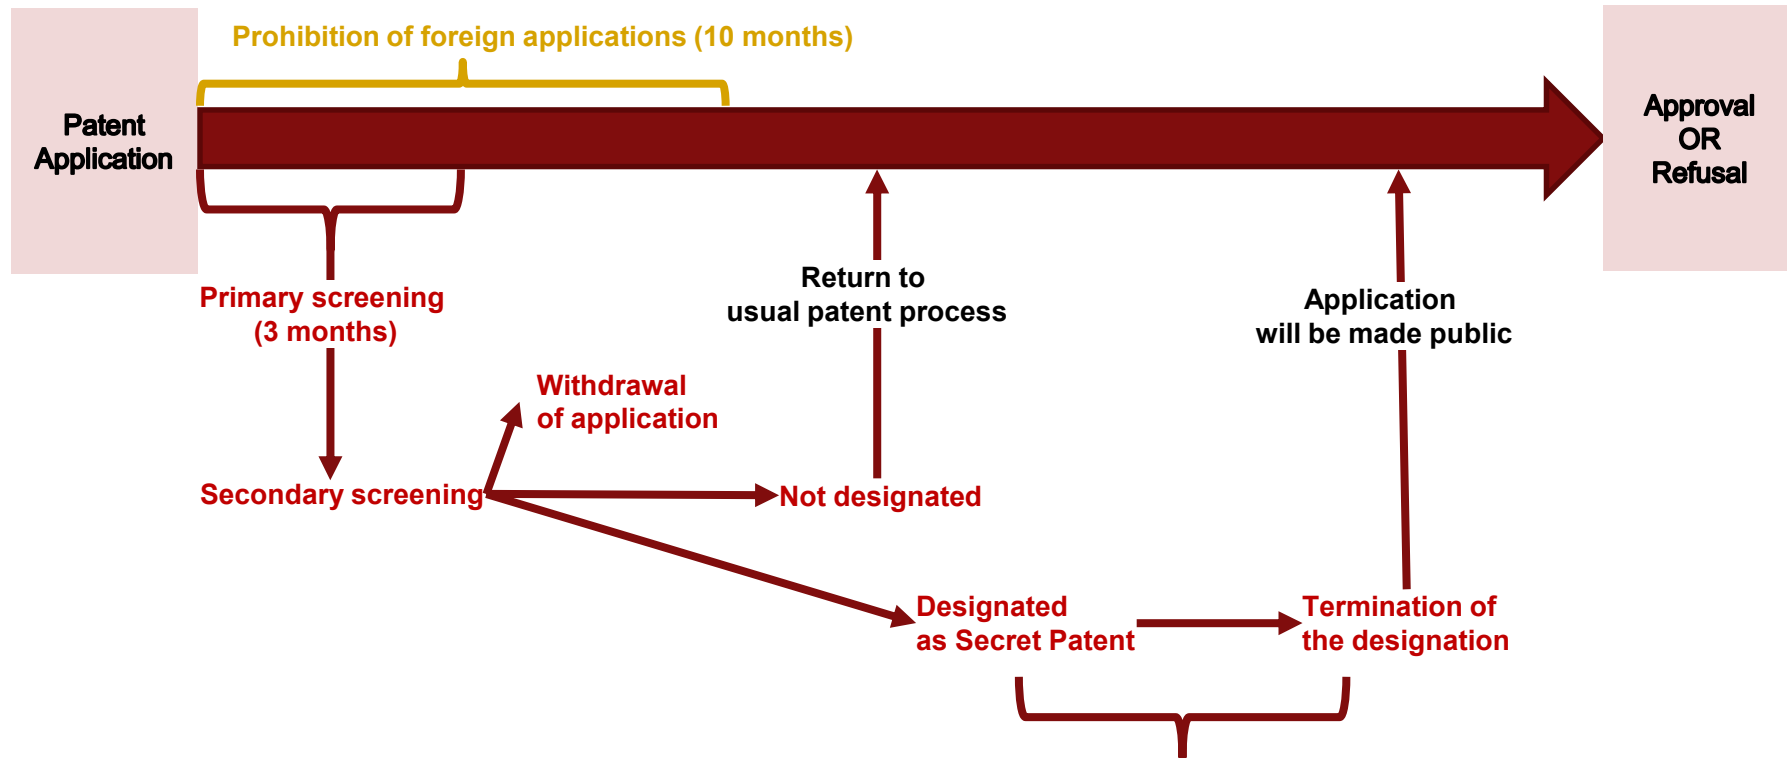 Prohibition of foreign applications (10 months)
Patent
Application
Approval
OR
Refusal
Primary screening
(3 months)
Return to
usual patent process
Application
will be made public
Withdrawal
of application
Secondary screening
Not designated
Designated
as Secret Patent
Termination of
the designation